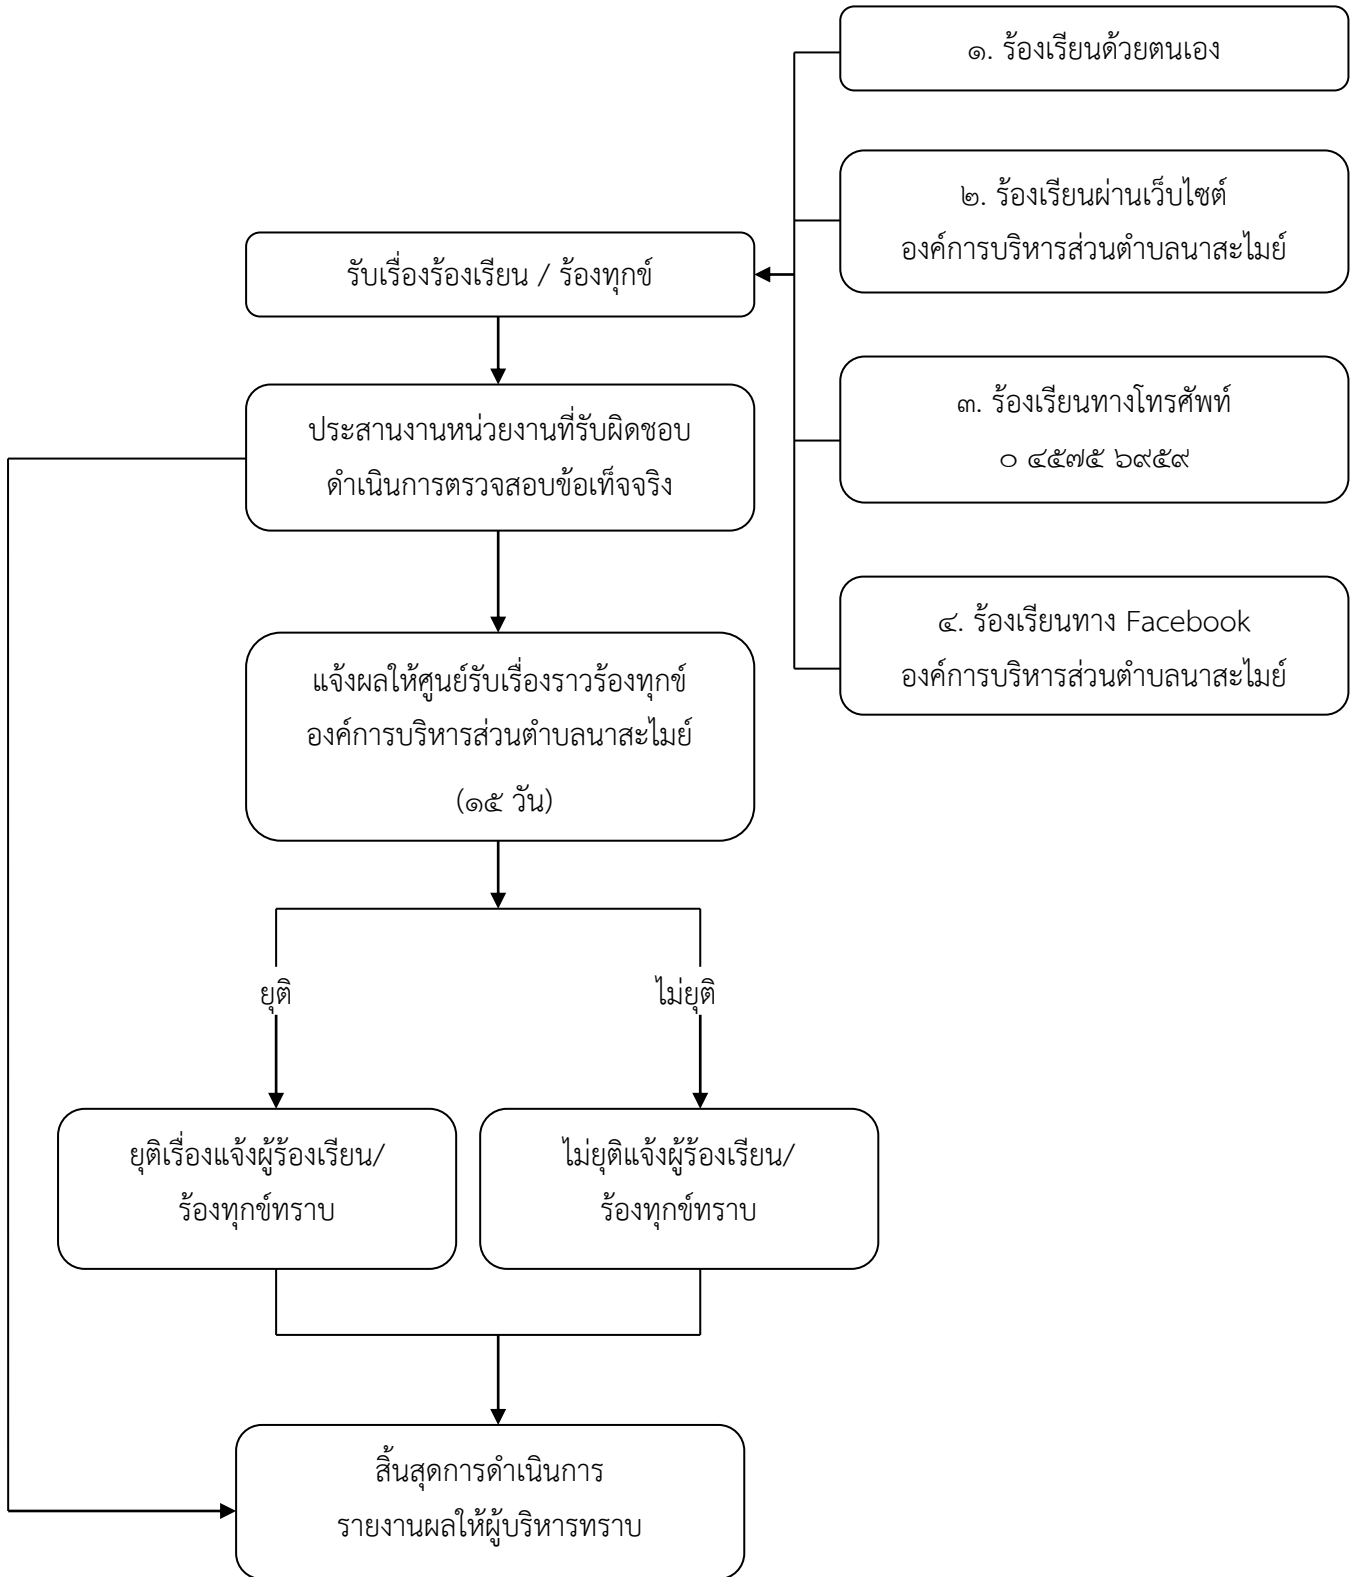 ๑. ร้องเรียนด้วยตนเอง
๒. ร้องเรียนผ่านเว็บไซต์
องค์การบริหารส่วนตำบลนาสะไมย์
รับเรื่องร้องเรียน / ร้องทุกข์
๓. ร้องเรียนทางโทรศัพท์
๐ ๔๕๗๕ ๖๙๕๙
ประสานงานหน่วยงานที่รับผิดชอบ
ดำเนินการตรวจสอบข้อเท็จจริง
๔. ร้องเรียนทาง Facebook
องค์การบริหารส่วนตำบลนาสะไมย์
แจ้งผลให้ศูนย์รับเรื่องราวร้องทุกข์
องค์การบริหารส่วนตำบลนาสะไมย์
(๑๕ วัน)
ยุติ
ไม่ยุติ
ยุติเรื่องแจ้งผู้ร้องเรียน/
ร้องทุกข์ทราบ
ไม่ยุติแจ้งผู้ร้องเรียน/
ร้องทุกข์ทราบ
สิ้นสุดการดำเนินการ
รายงานผลให้ผู้บริหารทราบ